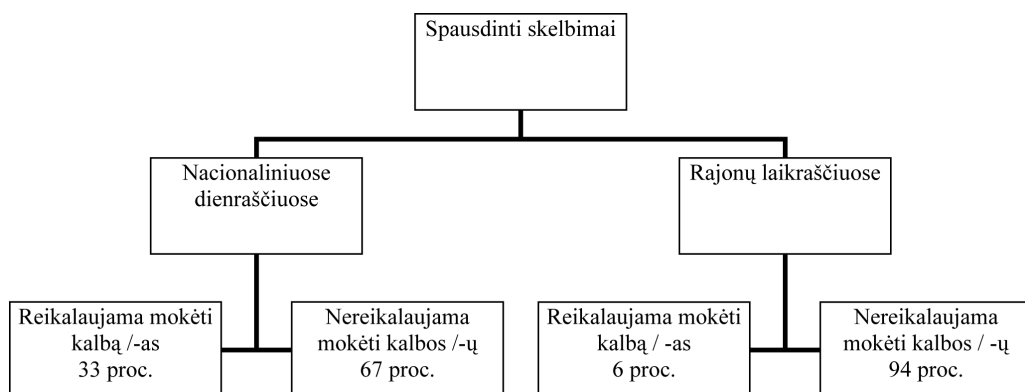 Spausdinti skelbimai
Nacionaliniuose
dienraščiuose
Rajonų laikraščiuose
Reikalaujama mokėti
kalbą /-as
33 proc.
Nereikalaujama
mokėti kalbos /-ų
67 proc.
Reikalaujama mokėti
kalbą / -as
6 proc.
Nereikalaujama
mokėti kalbos / -ų
94 proc.